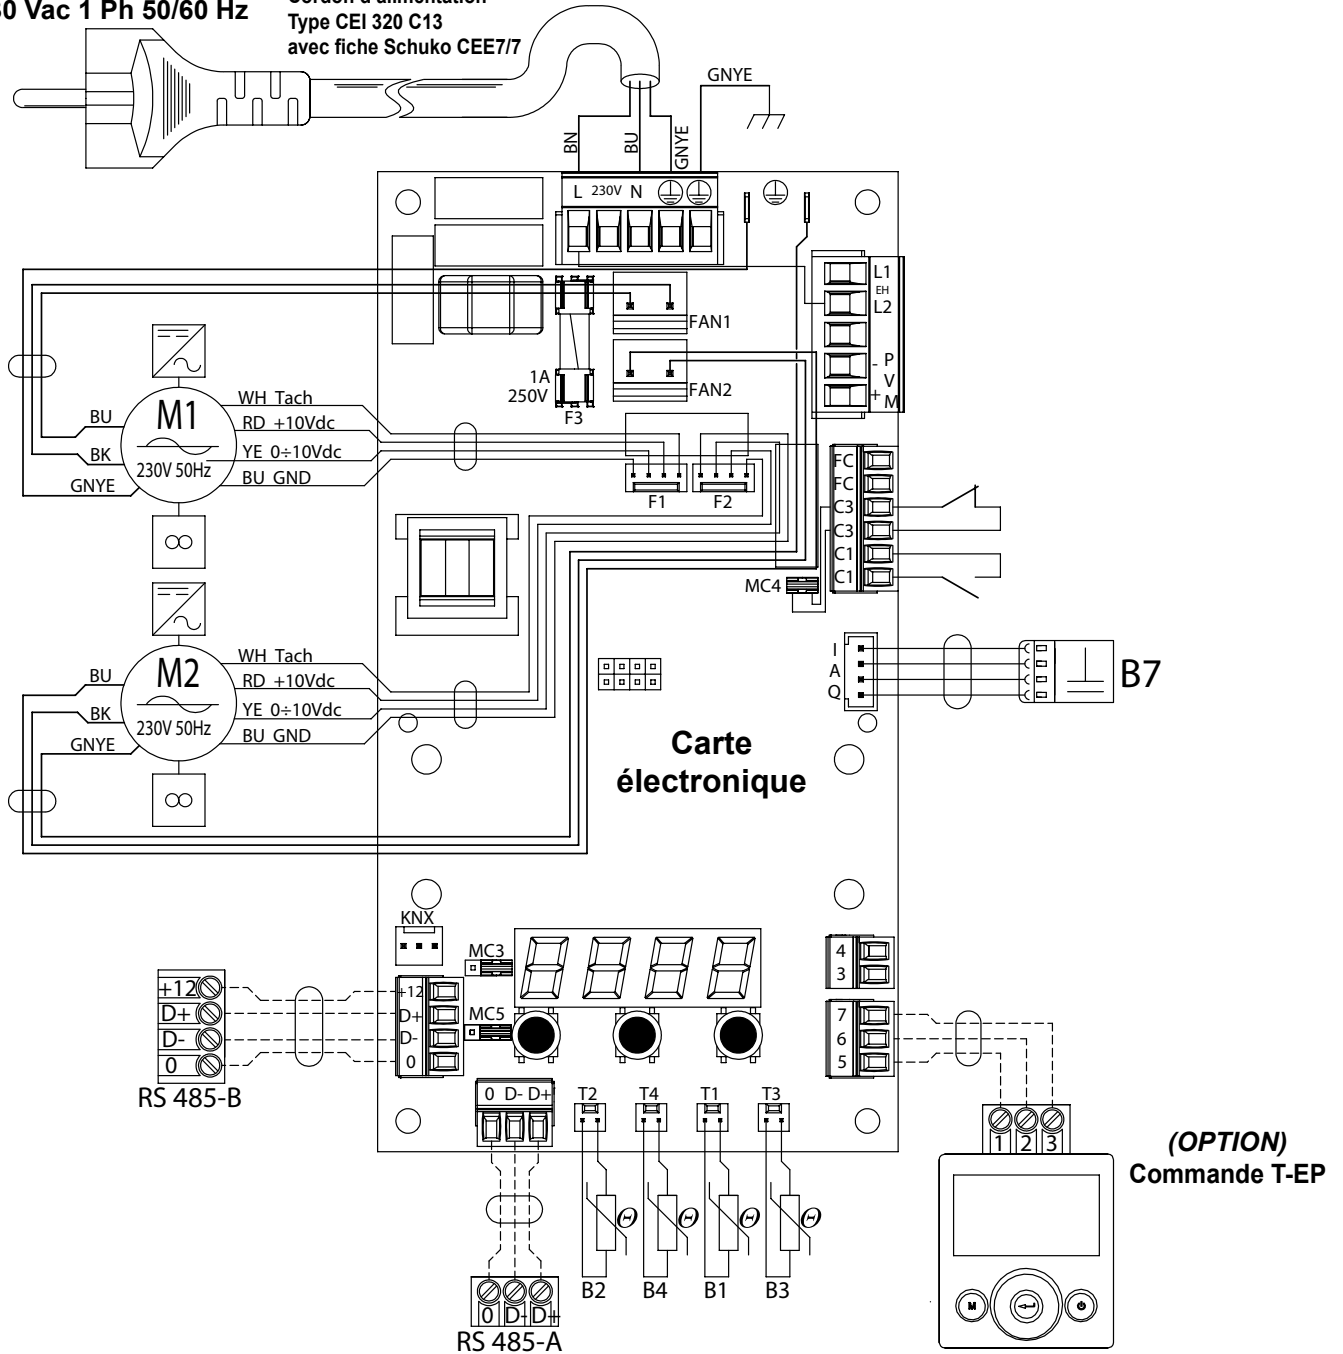 0 Vac 1 Ph 50/60 Hz
Type CEI 320 C13
avec fiche Schuko CEE7/7
GNYE
BN
BU
GNYE
L 230V N
L1
EH
L2
FAN1
- P
V
+ M
FAN2
1A
250V
F3
M1
230V 50Hz
BU
BK
GNYE
WH Tach
RD +10Vdc
YE 0÷10Vdc
BU GND
F1
F2
FC
FC
C3
C3
C1
C1
MC4
M2
230V 50Hz
BU
BK
GNYE
WH Tach
RD +10Vdc
YE 0÷10Vdc
BU GND
I
A
Q
B7
Carte
électronique
KNX
MC3
MC5
+12
D+
D-
0
RS 485-B
+12
D+
D-
0
4
3
7
6
5
0 D- D+
T2
T4
T1
T3
Θ
Θ
Θ
Θ
B2
B4
B1
B3
0 D- D+
RS 485-A
1 2 3
M
(OPTION)
Commande T-EP